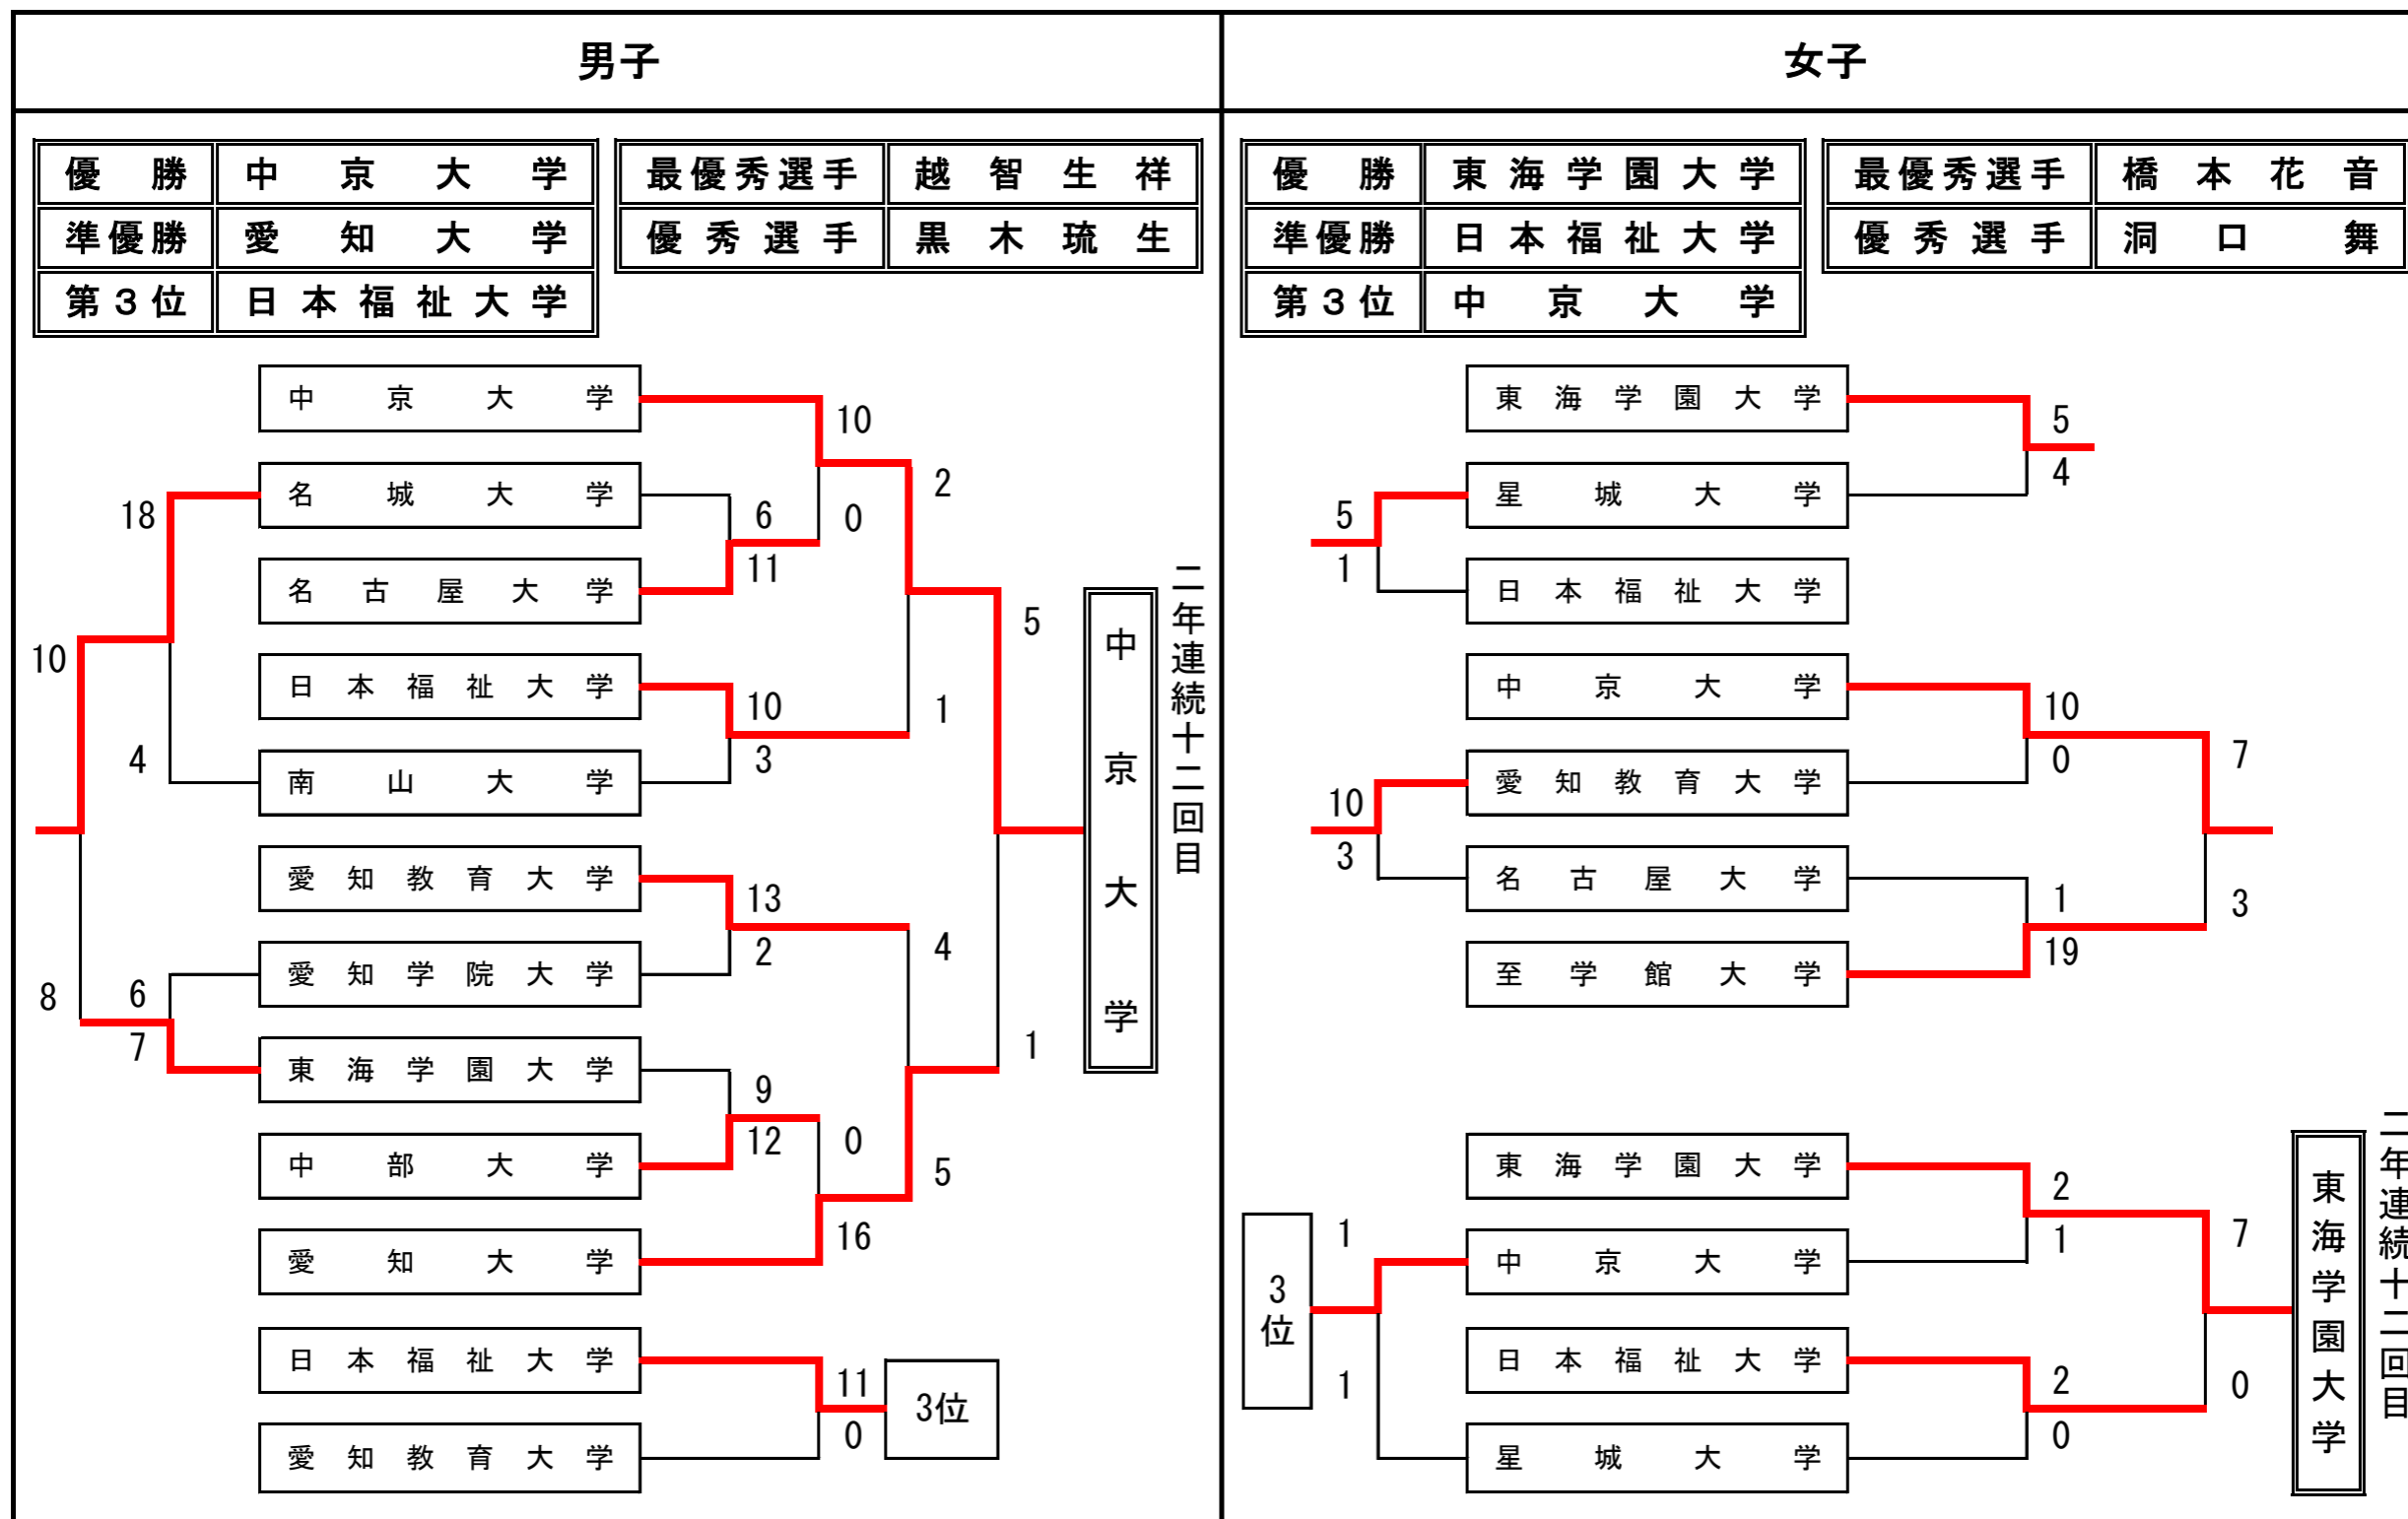 男子
優勝 中京大学
準優勝 愛知大学
第３位 日本福祉大学
最優秀選手 越智生祥
優秀選手 黒木琉生
中京大学
名城大学
名古屋大学
日本福祉大学
南山大学
愛知教育大学
愛知学院大学
東海学園大学
中部大学
愛知大学
日本福祉大学
愛知教育大学
18
10
4
8
6
7
10
0
6
11
10
3
2
1
13
2
9
12
0
16
4
5
5
1
11
0
3位
中京大学
二年連続十二回目
女子
優勝 東海学園大学
準優勝 日本福祉大学
第３位 中京大学
最優秀選手 橋本花音
優秀選手 洞口舞
東海学園大学
星城大学
日本福祉大学
中京大学
愛知教育大学
名古屋大学
至学館大学
5
4
5
1
10
0
10
3
1
19
7
3
東海学園大学
中京大学
日本福祉大学
星城大学
3位
1
1
2
1
2
0
7
0
東海学園大学
二年連続十二回目